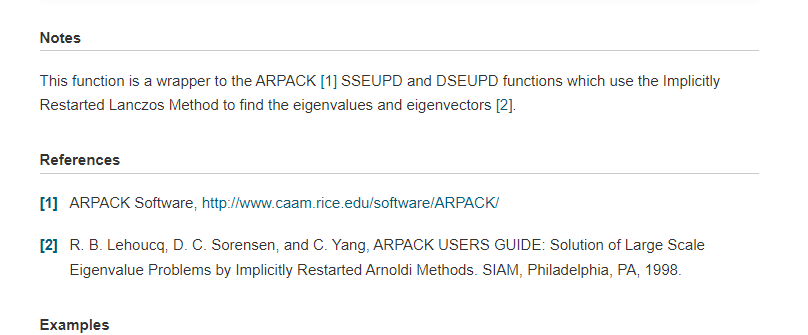 Notes
This function is a wrapper to the ARPACK [1] SSEUPD and DSEUPD functions which use the Implicitly
Restarted Lanczos Method to find the eigenvalues and eigenvectors [2].
References
[1] ARPACK Software, http://www.caam.rice.edu/software/ARPACK/
[2] R. B. Lehoucq, D. C. Sorensen, and C. Yang, ARPACK USERS GUIDE: Solution of Large Scale
Eigenvalue Problems by Implicitly Restarted Arnoldi Methods. SIAM, Philadelphia, PA, 1998.
Examples